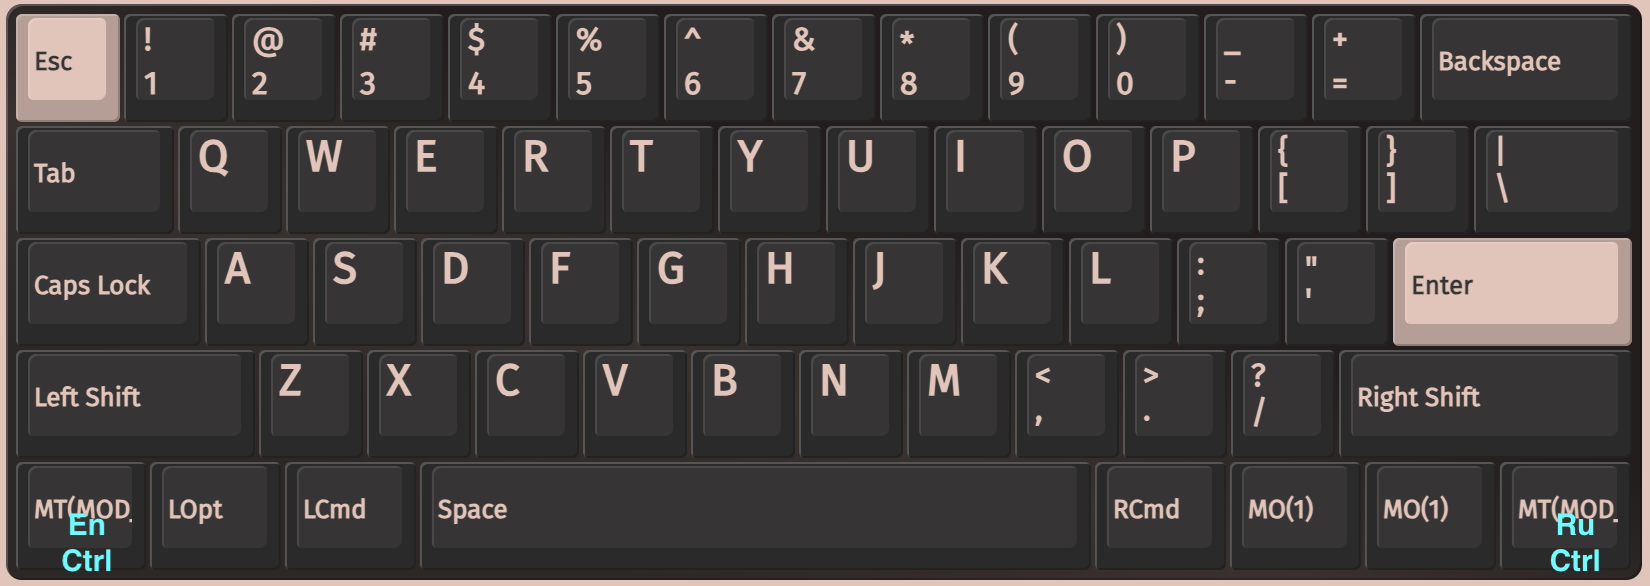 Esc ! @ # $ % ^ & * ( ) _ + Backspace
1 2 3 4 5 6 7 8 9 0 - =
Tab Q W E R T Y U I O P { } |
[ ] \
Caps Lock A S D F G H J K L : " Enter
; '
Left Shift Z X C V B N M < > ? Right Shift
, . /
MT(MOD_ LOpt LCmd Space RCmd MO(1) MO(1) MT(MOD_
En Ru
Ctrl Ctrl